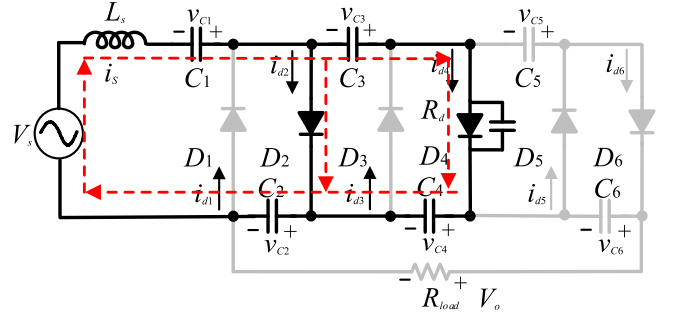 L_s
− v_C1 +
− v_C3 +
− v_C5 +
i_s
C_1
i_d2
C_3
i_d4
C_5
i_d6
V_s
R_d
D_1
D_2
D_3
D_4
D_5
D_6
i_d1
C_2
i_d3
C_4
i_d5
C_6
− v_C2 +
− v_C4 +
− v_C6 +
− +
R_load V_o